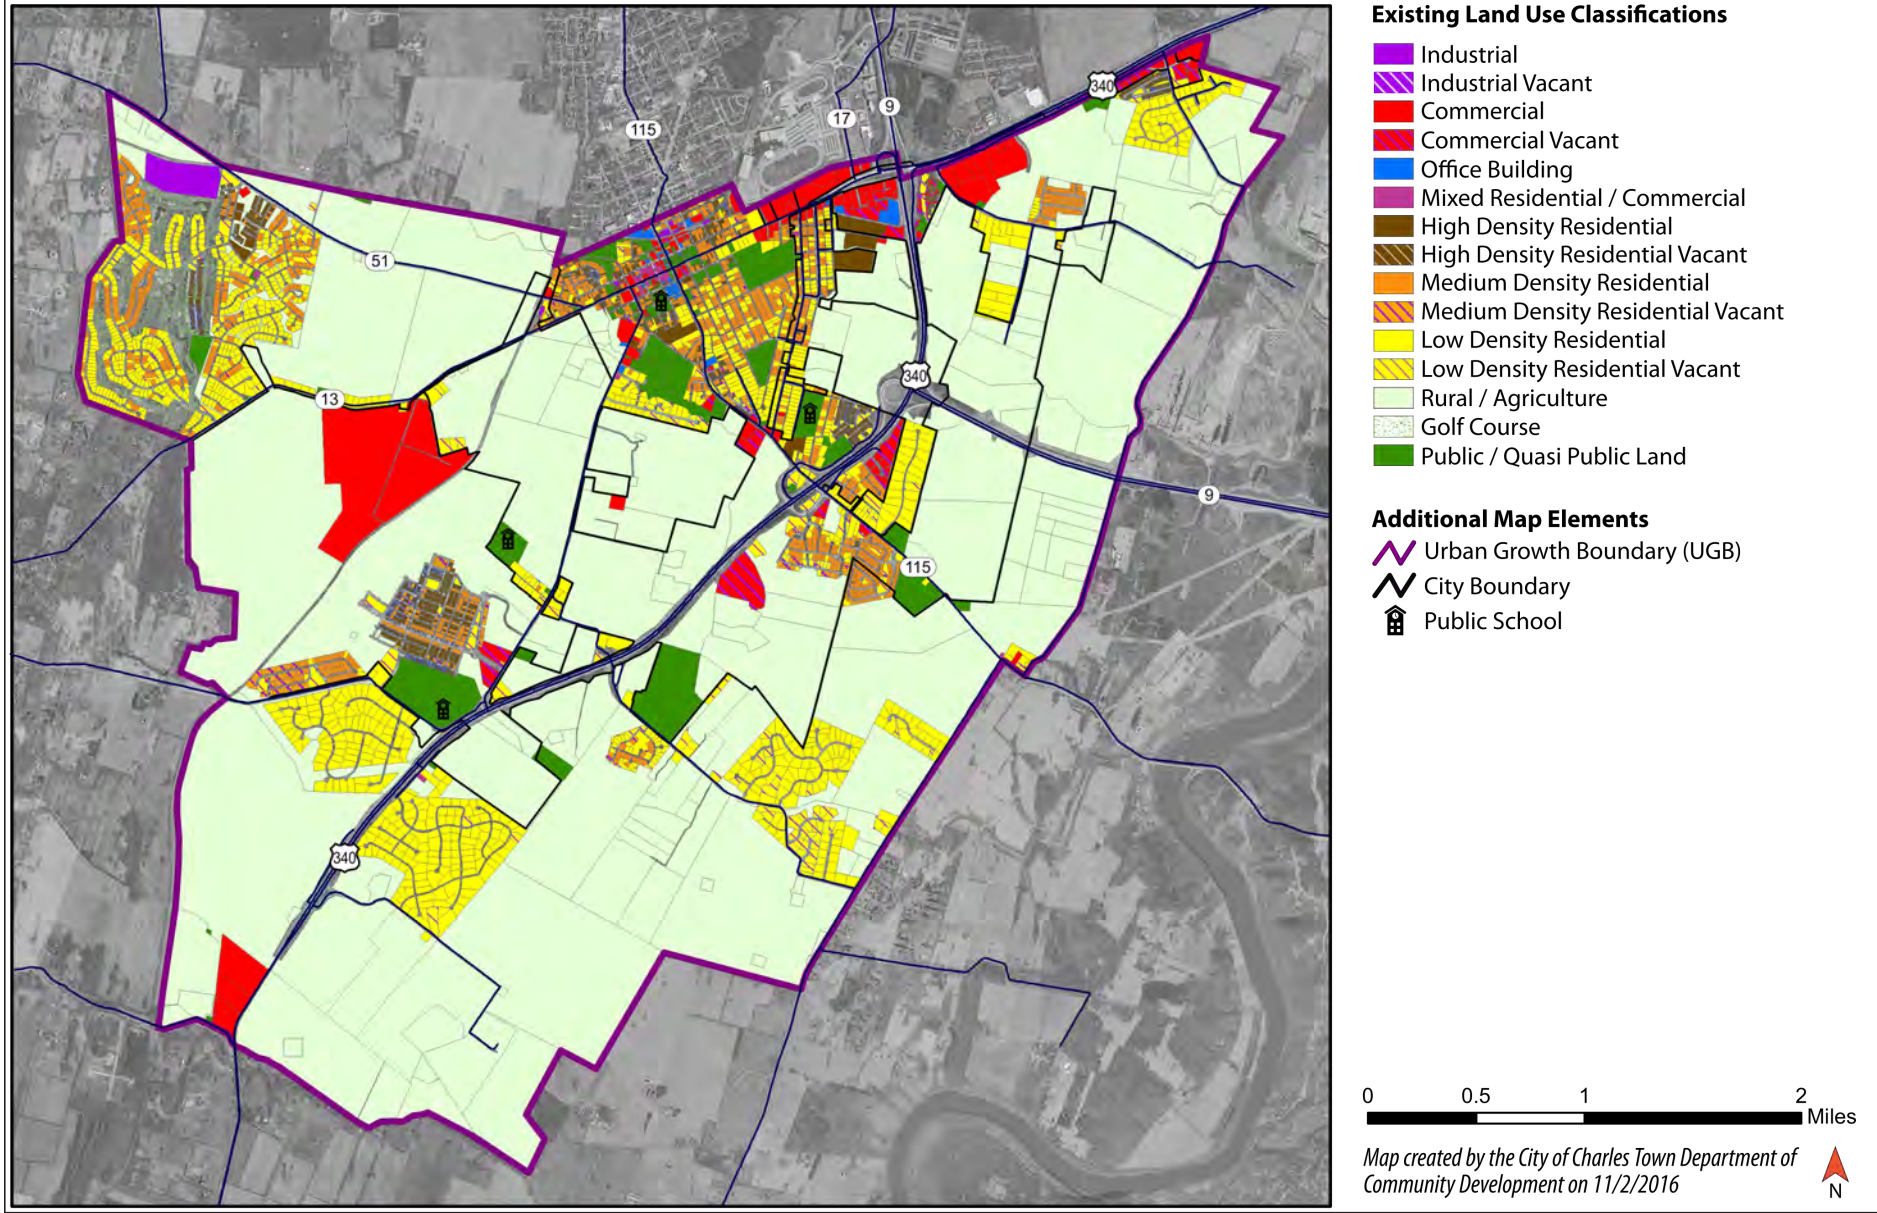 Existing Land Use Classifications
Industrial
Industrial Vacant
Commercial
Commercial Vacant
Office Building
Mixed Residential / Commercial
High Density Residential
High Density Residential Vacant
Medium Density Residential
Medium Density Residential Vacant
Low Density Residential
Low Density Residential Vacant
Rural / Agriculture
Golf Course
Public / Quasi Public Land
Additional Map Elements
Urban Growth Boundary (UGB)
City Boundary
Public School
340
9
17
115
51
340
13
9
115
340
0 0.5 1 2
Miles
Map created by the City of Charles Town Department of
Community Development on 11/2/2016
N